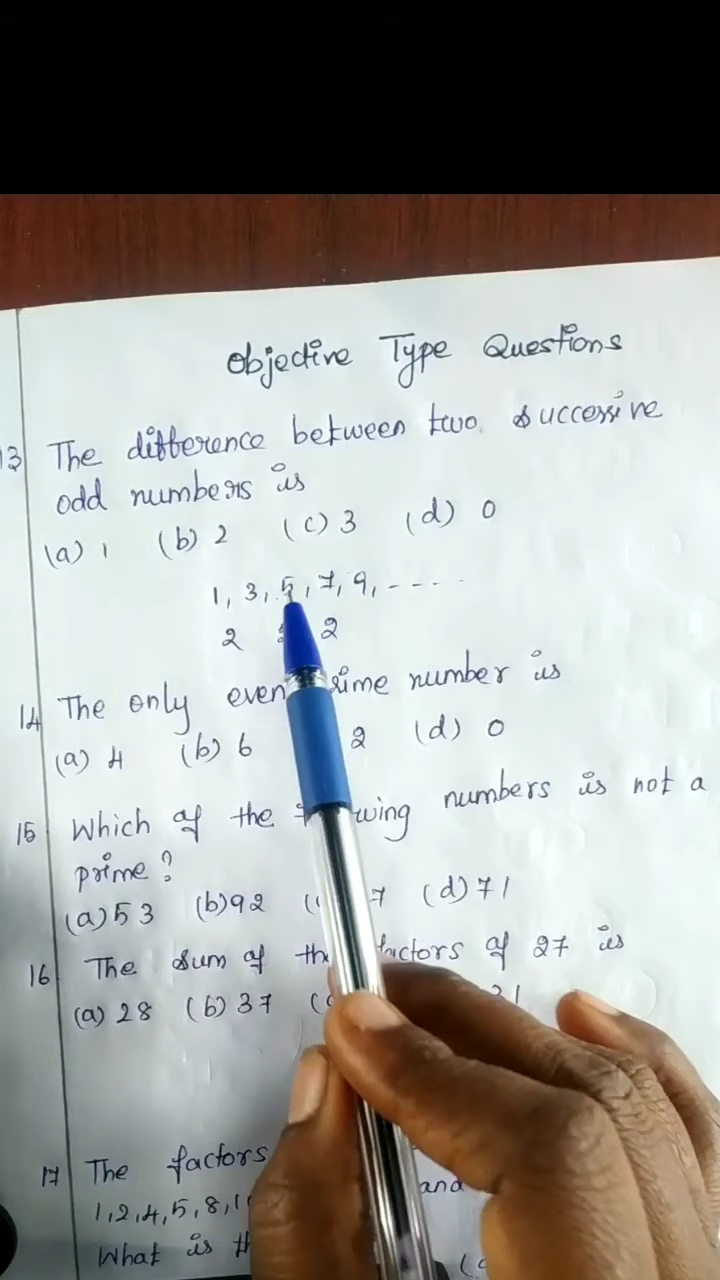 Objective Type Questions
13 The difference between two successive
odd numbers is
(a) 1 (b) 2 (c) 3 (d) 0
1, 3, 5, 7, 9, - - - - -
2 2
14 The only even number is
(a) 4 (b) 6 2 (d) 0
15 Which of the numbers is not a
prime?
(a) 53 (b) 92 7 (d) 71
16 The sum of factors of 27 is
(a) 28 (b) 37 31
17 The factors
1, 2, 4, 5, 8, and
What is